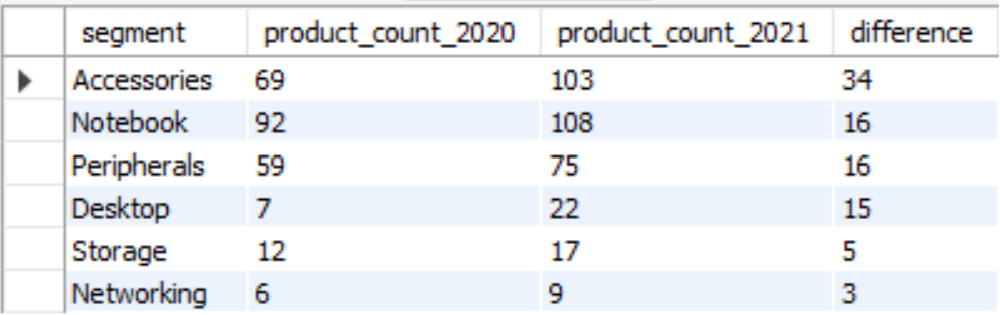 segment product_count_2020 product_count_2021 difference
Accessories 69 103 34
Notebook 92 108 16
Peripherals 59 75 16
Desktop 7 22 15
Storage 12 17 5
Networking 6 9 3